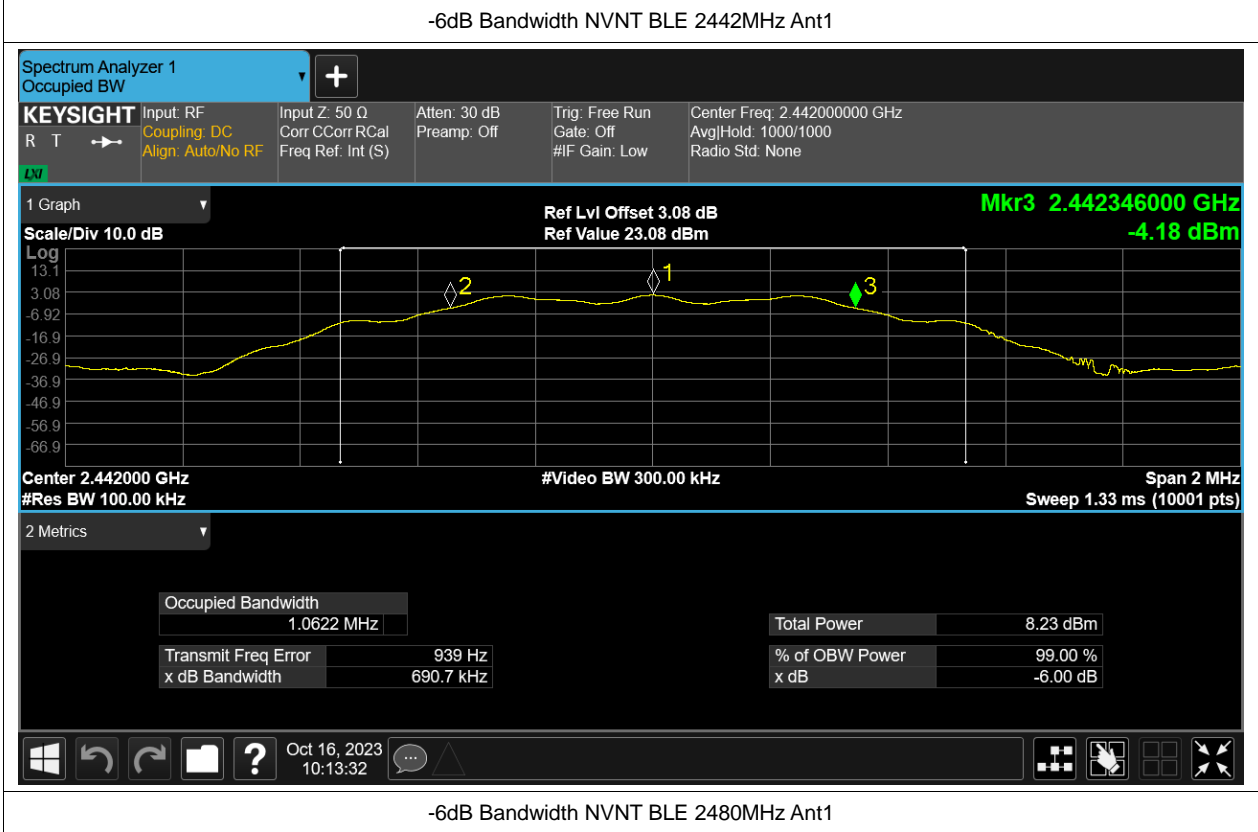 -6dB Bandwidth NVNT BLE 2442MHz Ant1
Spectrum Analyzer 1
Occupied BW
+
KEYSIGHT Input: RF Input Z: 50 Ω Atten: 30 dB Trig: Free Run Center Freq: 2.442000000 GHz
R T Coupling: DC Corr CCorr RCal Preamp: Off Gate: Off Avg|Hold: 1000/1000
Align: Auto/No RF Freq Ref: Int (S) #IF Gain: Low Radio Std: None
LXI
1 Graph
Ref Lvl Offset 3.08 dB
Mkr3 2.442346000 GHz
Scale/Div 10.0 dB
Ref Value 23.08 dBm
-4.18 dBm
Log
13.1
3.08
-6.92
-16.9
-26.9
-36.9
-46.9
-56.9
-66.9
2
1
3
Center 2.442000 GHz #Video BW 300.00 kHz Span 2 MHz
#Res BW 100.00 kHz Sweep 1.33 ms (10001 pts)
2 Metrics
Occupied Bandwidth
1.0622 MHz
Total Power 8.23 dBm
Transmit Freq Error 939 Hz
% of OBW Power 99.00 %
x dB Bandwidth 690.7 kHz
x dB -6.00 dB
? Oct 16, 2023
10:13:32
-6dB Bandwidth NVNT BLE 2480MHz Ant1